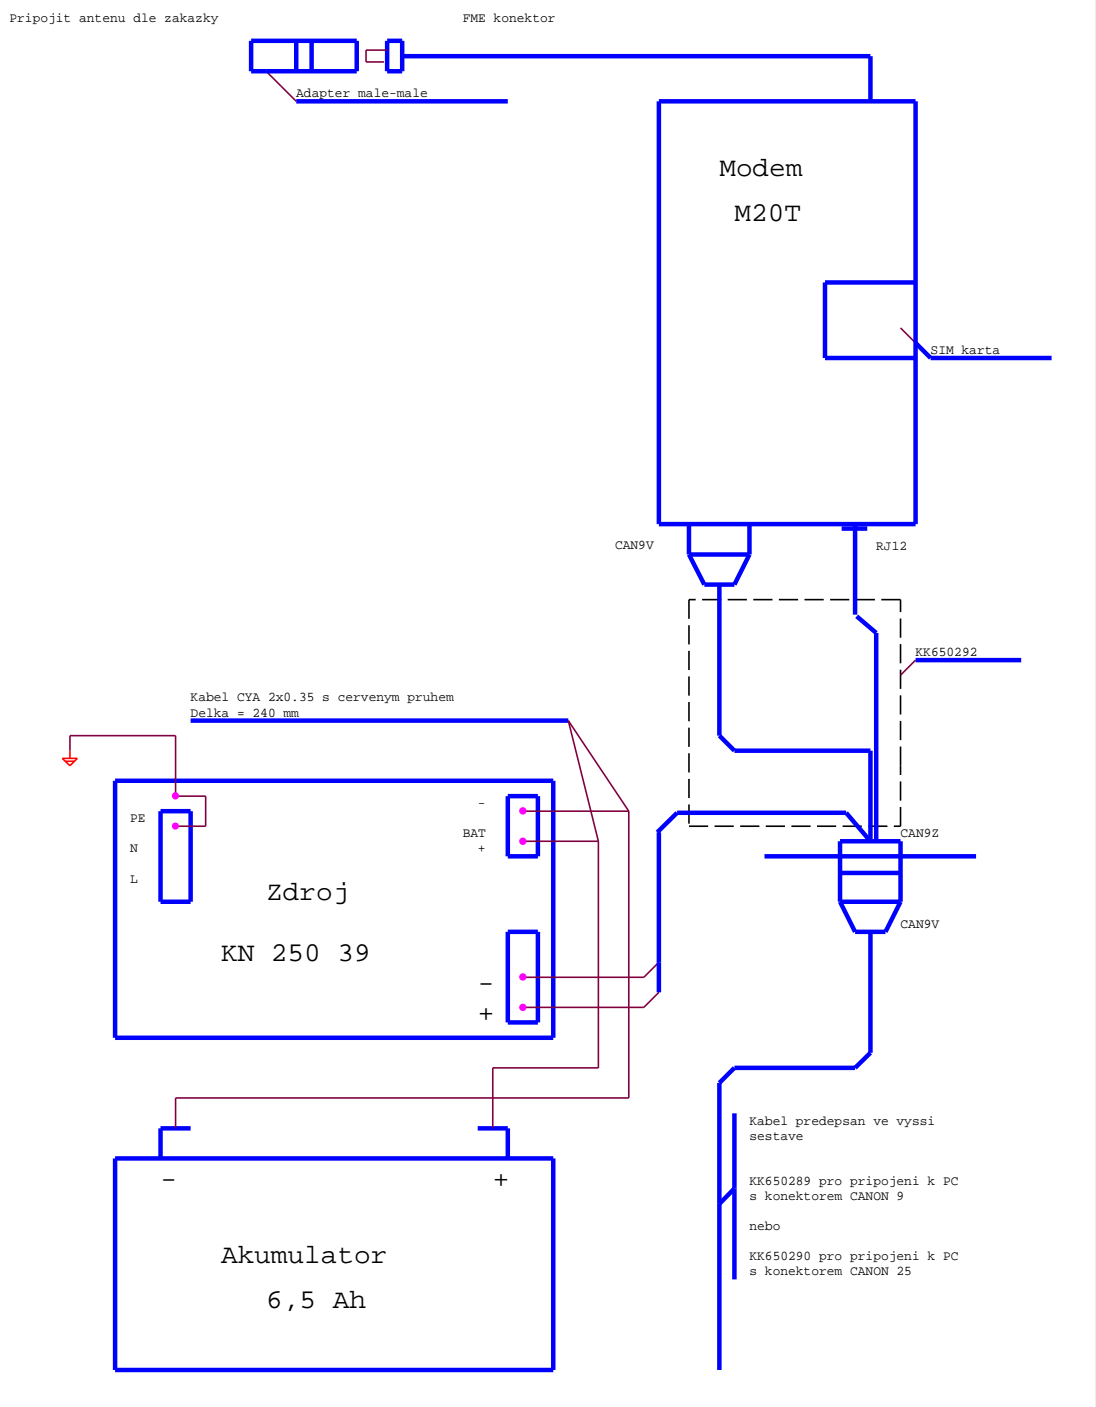 Pripojit antenu dle zakazky
FME konektor
Adapter male-male
Modem
M20T
SIM karta
CAN9V
RJ12
KK650292
Kabel CYA 2x0.35 s cervenym pruhem
Delka = 240 mm
PE
N
L
-
BAT
+
Zdroj
KN 250 39
-
+
CAN9Z
CAN9V
-
+
Akumulator
6,5 Ah
Kabel predepsan ve vyssi
sestave
KK650289 pro pripojeni k PC
s konektorem CANON 9
nebo
KK650290 pro pripojeni k PC
s konektorem CANON 25